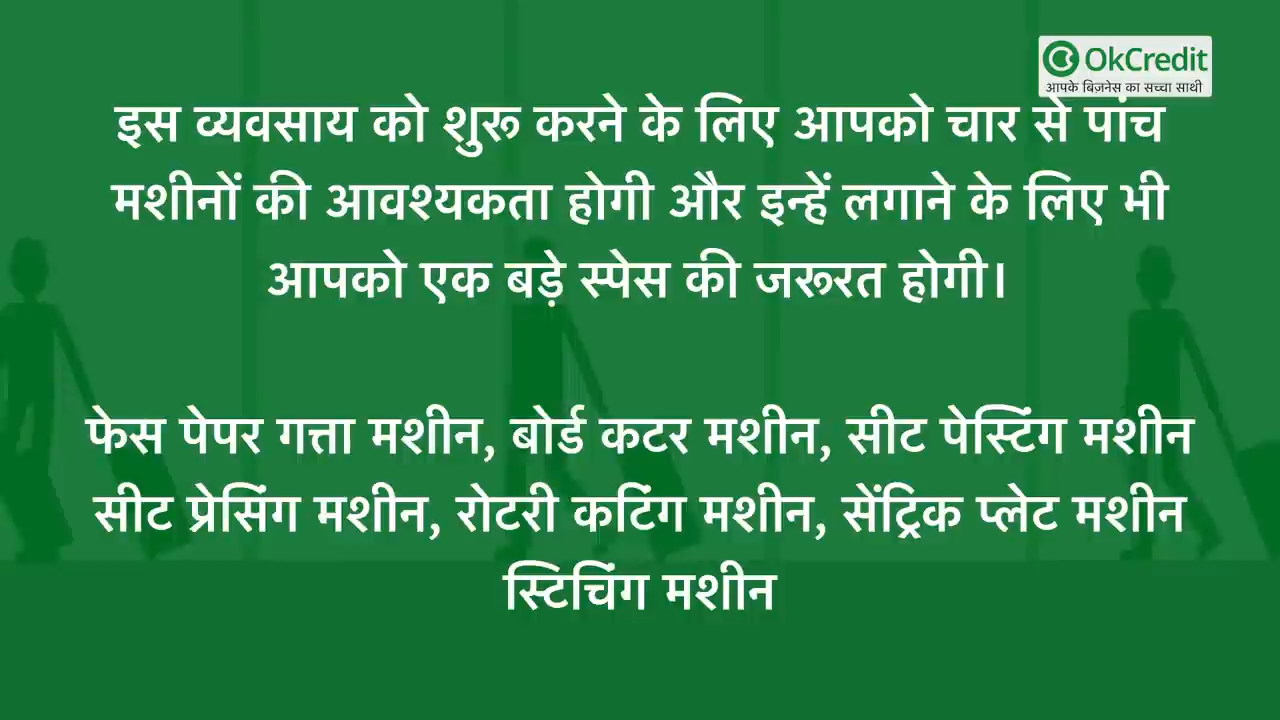 OkCredit
आपके बिज़नेस का सच्चा साथी
इस व्यवसाय को शुरू करने के लिए आपको चार से पांच
मशीनों की आवश्यकता होगी और इन्हें लगाने के लिए भी
आपको एक बड़े स्पेस की जरूरत होगी।
फेस पेपर गत्ता मशीन, बोर्ड कटर मशीन, सीट पेस्टिंग मशीन
सीट प्रेसिंग मशीन, रोटरी कटिंग मशीन, सेंट्रिक प्लेट मशीन
स्टिचिंग मशीन